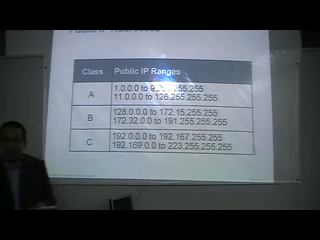 Public IP Addresses
Class Public IP Ranges
A
1.0.0.0 to 9.255.255.255
11.0.0.0 to 126.255.255.255
B
128.0.0.0 to 172.15.255.255
172.32.0.0 to 191.255.255.255
C
192.0.0.0 to 192.167.255.255
192.169.0.0 to 223.255.255.255